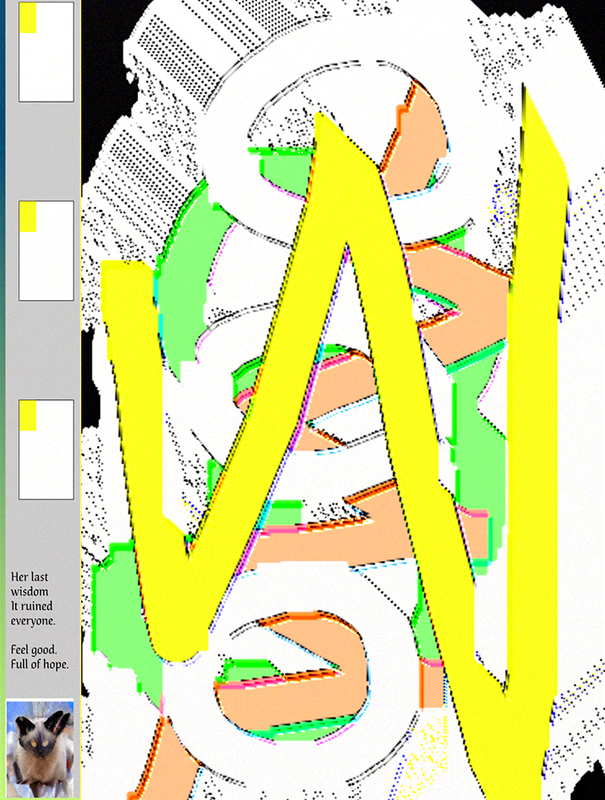 Her last
wisdom
It ruined
everyone.
Feel good.
Full of hope.